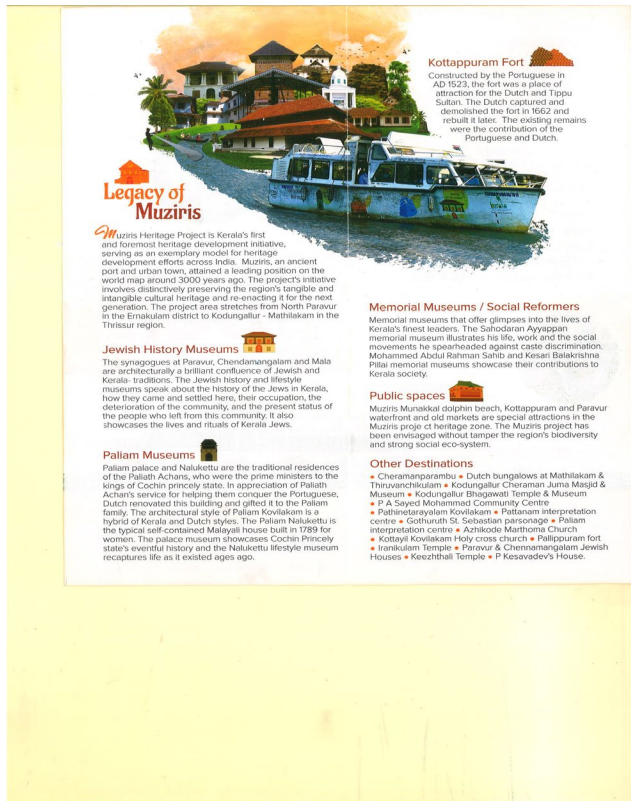 Kottappuram Fort
Constructed by the Portuguese in
AD 1523, the fort was a place of
attraction for the Dutch and Tippu
Sultan. The Dutch captured and
demolished the fort in 1662 and
rebuilt it later. The existing remains
were the contribution of the
Portuguese and Dutch.
Legacy of
Muziris
Muziris Heritage Project is Kerala's first
and foremost heritage development initiative,
serving as an exemplary model for heritage
development efforts across India. Muziris, an ancient
port and urban town, attained a leading position on the
world map around 3000 years ago. The project's initiative
involves distinctively preserving the region's tangible and
intangible cultural heritage and re-enacting it for the next
generation. The project area stretches from North Paravur
in the Ernakulam district to Kodungallur - Mathilakam in the
Thrissur region.
Jewish History Museums
The synagogues at Paravur, Chendamangalam and Mala
are architecturally a brilliant confluence of Jewish and
Kerala- traditions. The Jewish history and lifestyle
museums speak about the history of the Jews in Kerala,
how they came and settled here, their occupation, the
deterioration of the community, and the present status of
the people who left from this community. It also
showcases the lives and rituals of Kerala Jews.
Paliam Museums
Paliam palace and Nalukettu are the traditional residences
of the Paliath Achans, who were the prime ministers to the
kings of Cochin princely state. In appreciation of Paliath
Achan's service for helping them conquer the Portuguese,
Dutch renovated this building and gifted it to the Paliam
family. The architectural style of Paliam Kovilakam is a
hybrid of Kerala and Dutch styles. The Paliam Nalukettu is
the typical self-contained Malayali house built in 1789 for
women. The palace museum showcases Cochin Princely
state's eventful history and the Nalukettu lifestyle museum
recaptures life as it existed ages ago.
Memorial Museums / Social Reformers
Memorial museums that offer glimpses into the lives of
Kerala's finest leaders. The Sahodaran Ayyappan
memorial museum illustrates his life, work and the social
movements he spearheaded against caste discrimination.
Mohammed Abdul Rahman Sahib and Kesari Balakrishna
Pillai memorial museums showcase their contributions to
Kerala society.
Public spaces
Muziris Munakkal dolphin beach, Kottappuram and Paravur
waterfront and old markets are special attractions in the
Muziris proje ct heritage zone. The Muziris project has
been envisaged without tamper the region's biodiversity
and strong social eco-system.
Other Destinations
• Cheramanparambu • Dutch bungalows at Mathilakam &
Thiruvanchikulam • Kodungallur Cheraman Juma Masjid &
Museum • Kodungallur Bhagawati Temple & Museum
• P A Sayed Mohammad Community Centre
• Pathinetarayalam Kovilakam • Pattanam interpretation
centre • Gothuruth St. Sebastian parsonage • Paliam
interpretation centre • Azhikode Marthoma Church
• Kottayil Kovilakam Holy cross church • Pallippuram fort
• Iranikulam Temple • Paravur & Chennamangalam Jewish
Houses • Keezhthali Temple • P Kesavadev's House.